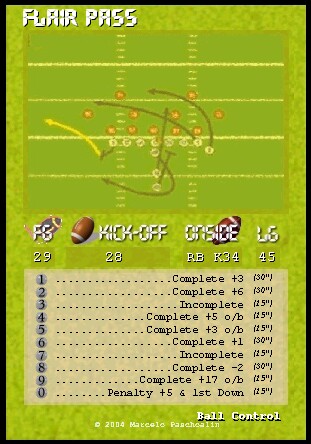 FLAIR PASS
FG KICK-OFF ONSIDE LG
29 28 RB K34 45
1 ....................Complete +3 (30")
2 ....................Complete +6 (30")
3 ....................Incomplete (15")
4 ................Complete +5 o/b (15")
5 ................Complete +3 o/b (15")
6 ....................Complete +1 (30")
7 ....................Incomplete (15")
8 ....................Complete -2 (30")
9 ...............Complete +17 o/b (15")
0 ..........Penalty +5 & 1st Down (15")
Ball Control
© 2004 Marcelo Paschoalin